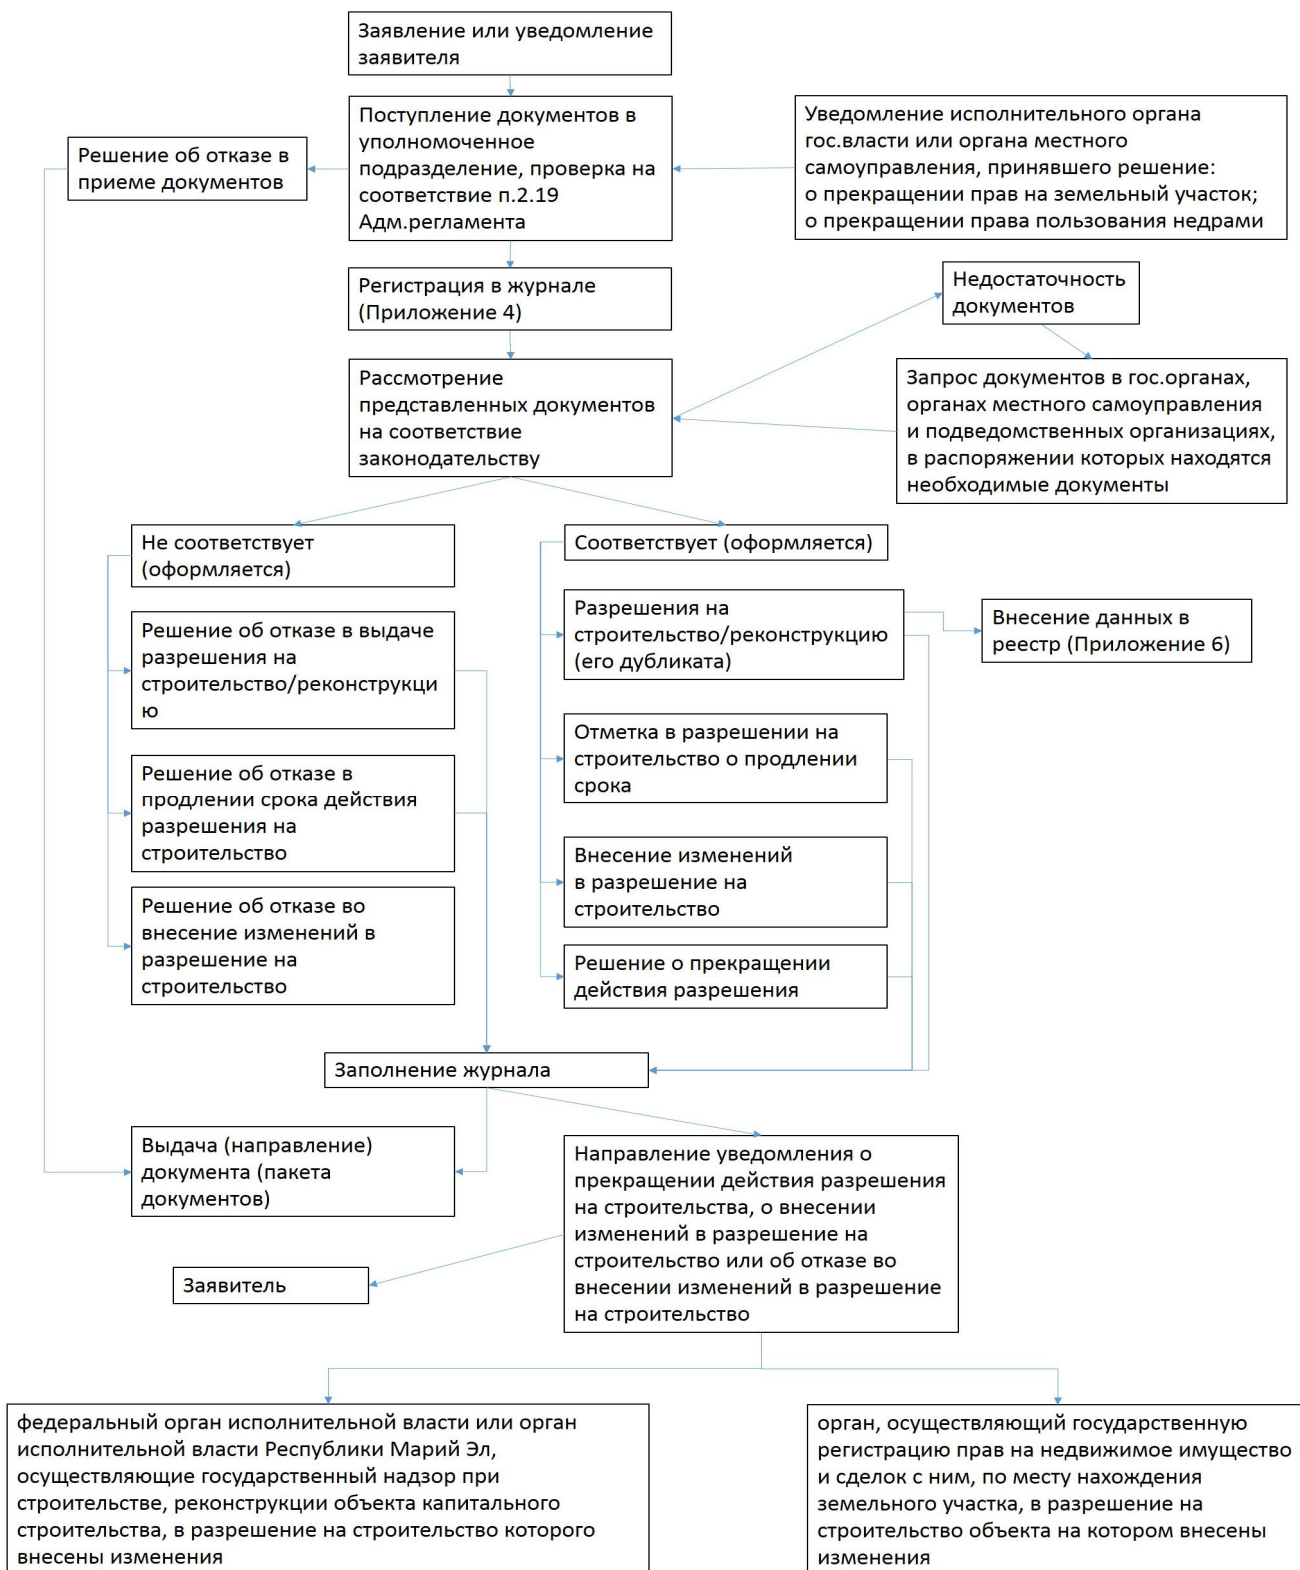 Заявление или уведомление
заявителя
Поступление документов в
уполномоченное
подразделение, проверка на
соответствие п.2.19
Адм.регламента
Уведомление исполнительного органа
гос.власти или органа местного
самоуправления, принявшего решение:
о прекращении прав на земельный участок;
о прекращении права пользования недрами
Решение об отказе в
приеме документов
Регистрация в журнале
(Приложение 4)
Недостаточность
документов
Рассмотрение
представленных документов
на соответствие
законодательству
Запрос документов в гос.органах,
органах местного самоуправления
и подведомственных организациях,
в распоряжении которых находятся
необходимые документы
Не соответствует
(оформляется)
Соответствует (оформляется)
Решение об отказе в выдаче
разрешения на
строительство/реконструкци
ю
Разрешения на
строительство/реконструкцию
(его дубликата)
Внесение данных в
реестр (Приложение 6)
Решение об отказе в
продлении срока действия
разрешения на
строительство
Отметка в разрешении на
строительство о продлении
срока
Решение об отказе во
внесение изменений в
разрешение на
строительство
Внесение изменений
в разрешение на
строительство
Решение о прекращении
действия разрешения
Заполнение журнала
Выдача (направление)
документа (пакета
документов)
Направление уведомления о
прекращении действия разрешения
на строительства, о внесении
изменений в разрешение на
строительство или об отказе во
внесении изменений в разрешение
на строительство
Заявитель
федеральный орган исполнительной власти или орган
исполнительной власти Республики Марий Эл,
осуществляющие государственный надзор при
строительстве, реконструкции объекта капитального
строительства, в разрешение на строительство которого
внесены изменения
орган, осуществляющий государственную
регистрацию прав на недвижимое имущество
и сделок с ним, по месту нахождения
земельного участка, в разрешение на
строительство объекта на котором внесены
изменения